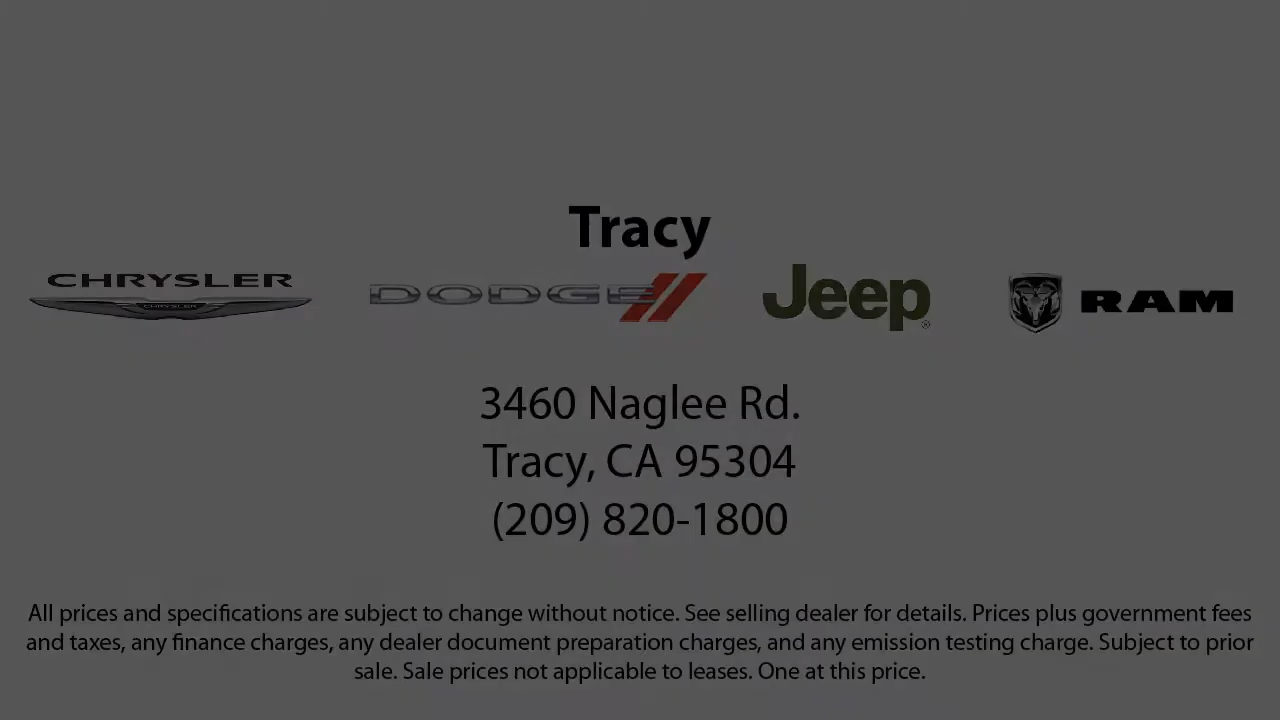 Tracy
CHRYSLER
CHRYSLER
DODGE
Jeep®
RAM
3460 Naglee Rd.
Tracy, CA 95304
(209) 820-1800
All prices and specifications are subject to change without notice. See selling dealer for details. Prices plus government fees
and taxes, any finance charges, any dealer document preparation charges, and any emission testing charge. Subject to prior
sale. Sale prices not applicable to leases. One at this price.